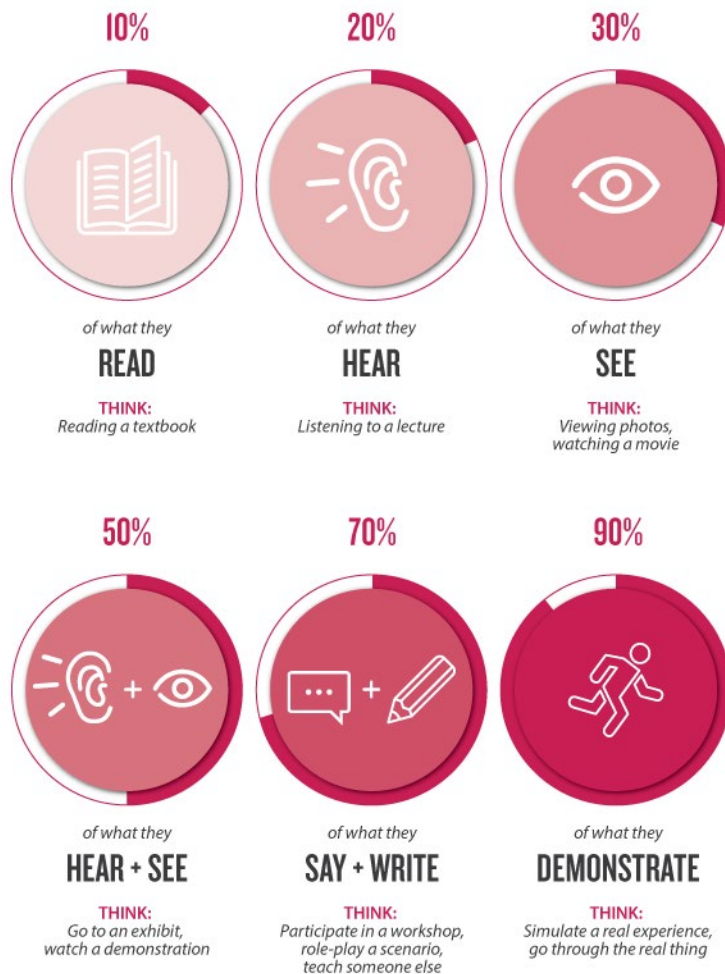 10%
of what they
READ
THINK:
Reading a textbook
20%
of what they
HEAR
THINK:
Listening to a lecture
30%
of what they
SEE
THINK:
Viewing photos,
watching a movie
50%
of what they
HEAR + SEE
THINK:
Go to an exhibit,
watch a demonstration
70%
of what they
SAY + WRITE
THINK:
Participate in a workshop,
role-play a scenario,
teach someone else
90%
of what they
DEMONSTRATE
THINK:
Simulate a real experience,
go through the real thing